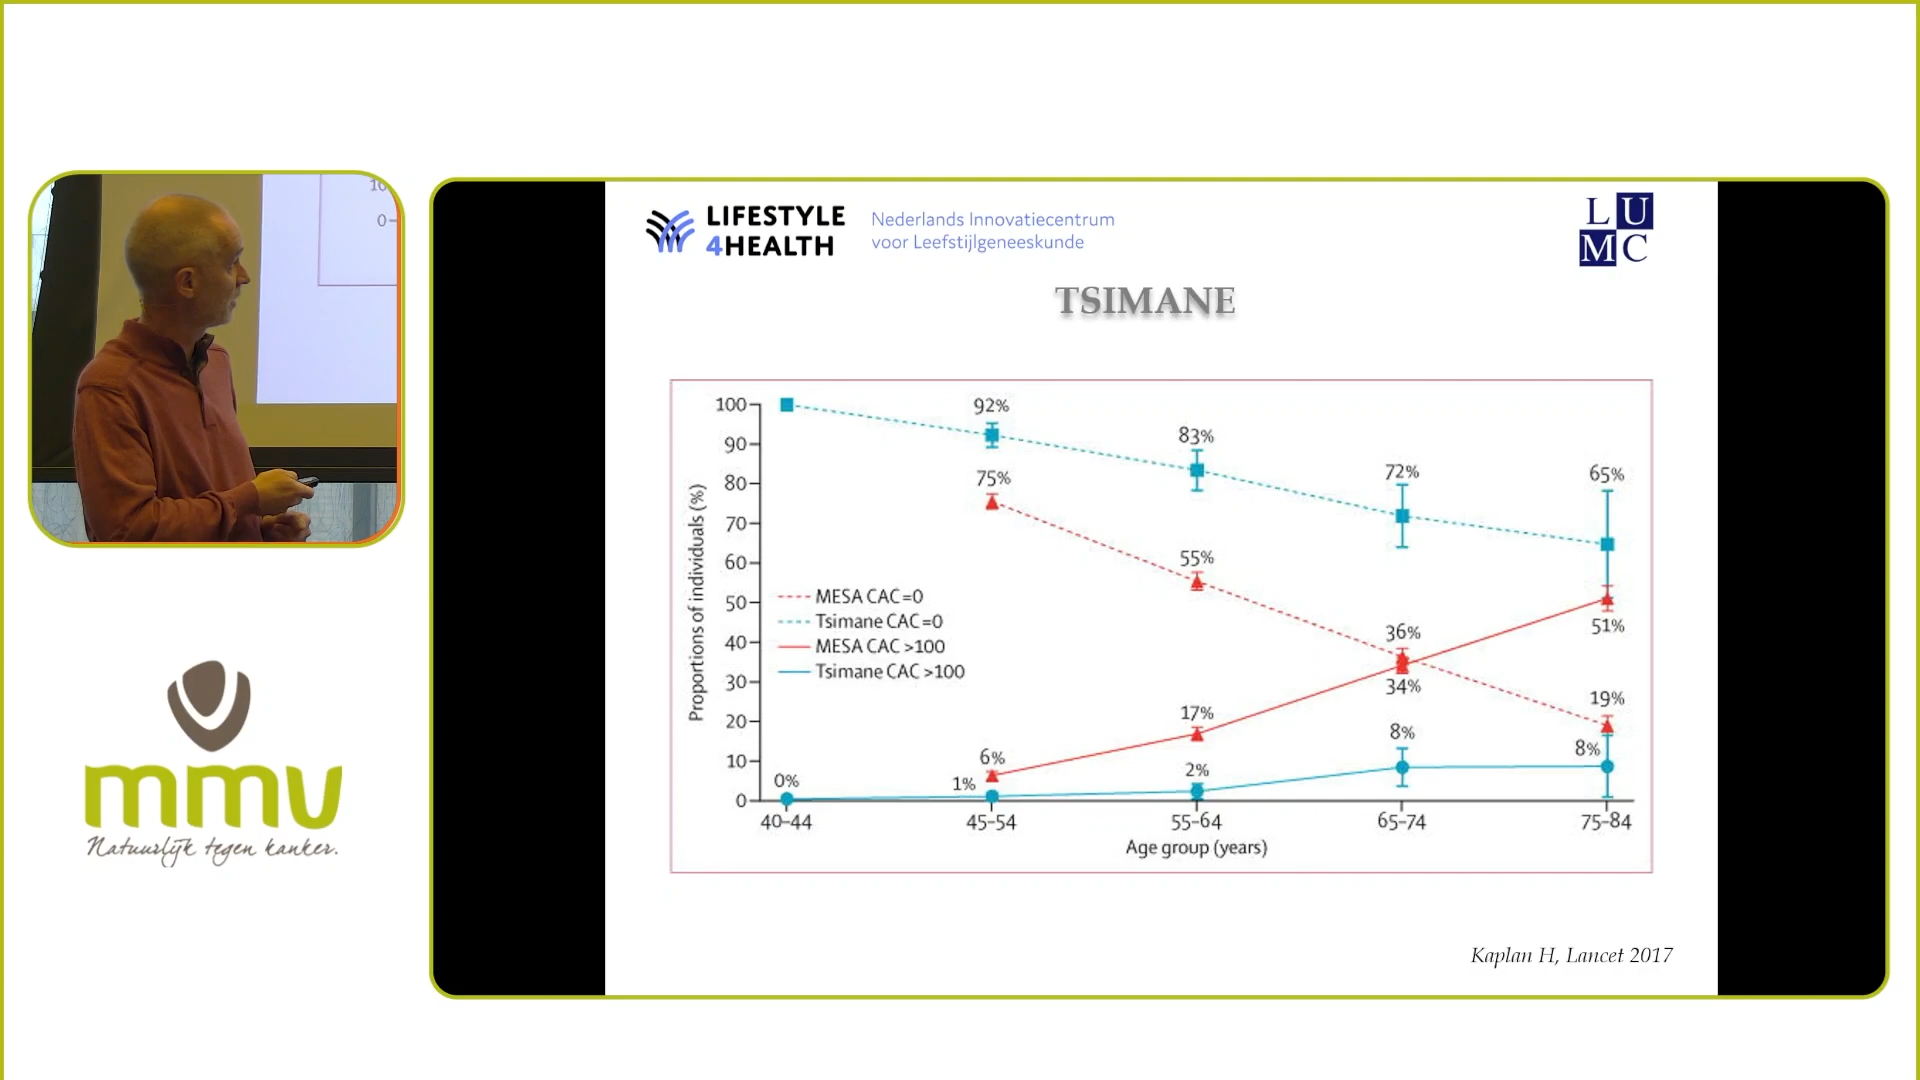 10
0
mmv
Natuurlijk tegen kanker.
LIFESTYLE
4HEALTH
Nederlands Innovatiecentrum
voor Leefstijlgeneeskunde
LU
MC
TSIMANE
Proportions of individuals (%)
100
90
80
70
60
50
40
30
20
10
0
92%
83%
72%
65%
75%
55%
36%
19%
MESA CAC=0
Tsimane CAC=0
MESA CAC >100
Tsimane CAC >100
6%
17%
34%
51%
0%
1%
2%
8%
8%
40–44
45–54
55–64
65–74
75–84
Age group (years)
Kaplan H, Lancet 2017